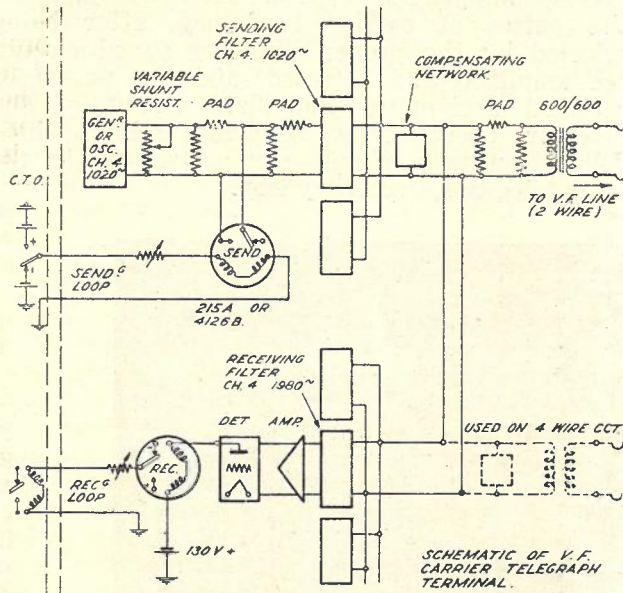 SENDING
FILTER
CH. 4. 1020~
COMPENSATING
NETWORK
VARIABLE
SHUNT
RESIST.
PAD
PAD
PAD
600/600
GENR
OR
OSC.
CH. 4
1020~
C.T.O.
+
-
TO V.F. LINE
(2 WIRE)
SEND
SENDG
LOOP
215A OR
4126B.
RECEIVING
FILTER
CH. 4 1980~
DET
AMP.
USED ON 4 WIRE CCT.
REC.
RECG
LOOP
130V +
SCHEMATIC OF V.F.
CARRIER TELEGRAPH
TERMINAL.